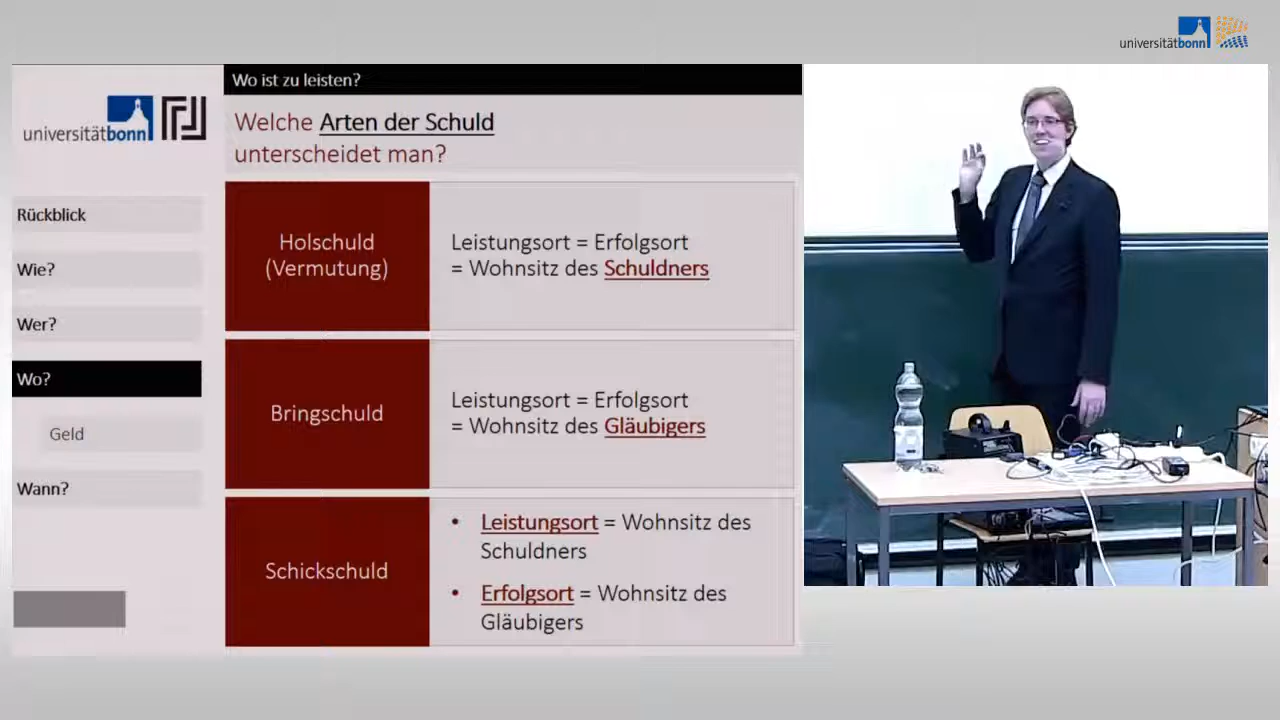 universitätbonn
Wo ist zu leisten?
universitätbonn
Welche Arten der Schuld
unterscheidet man?
Rückblick
Wie?
Wer?
Wo?
Geld
Wann?
Holschuld
(Vermutung)
Leistungsort = Erfolgsort
= Wohnsitz des Schuldners
Bringschuld
Leistungsort = Erfolgsort
= Wohnsitz des Gläubigers
Schickschuld
• Leistungsort = Wohnsitz des
Schuldners
• Erfolgsort = Wohnsitz des
Gläubigers